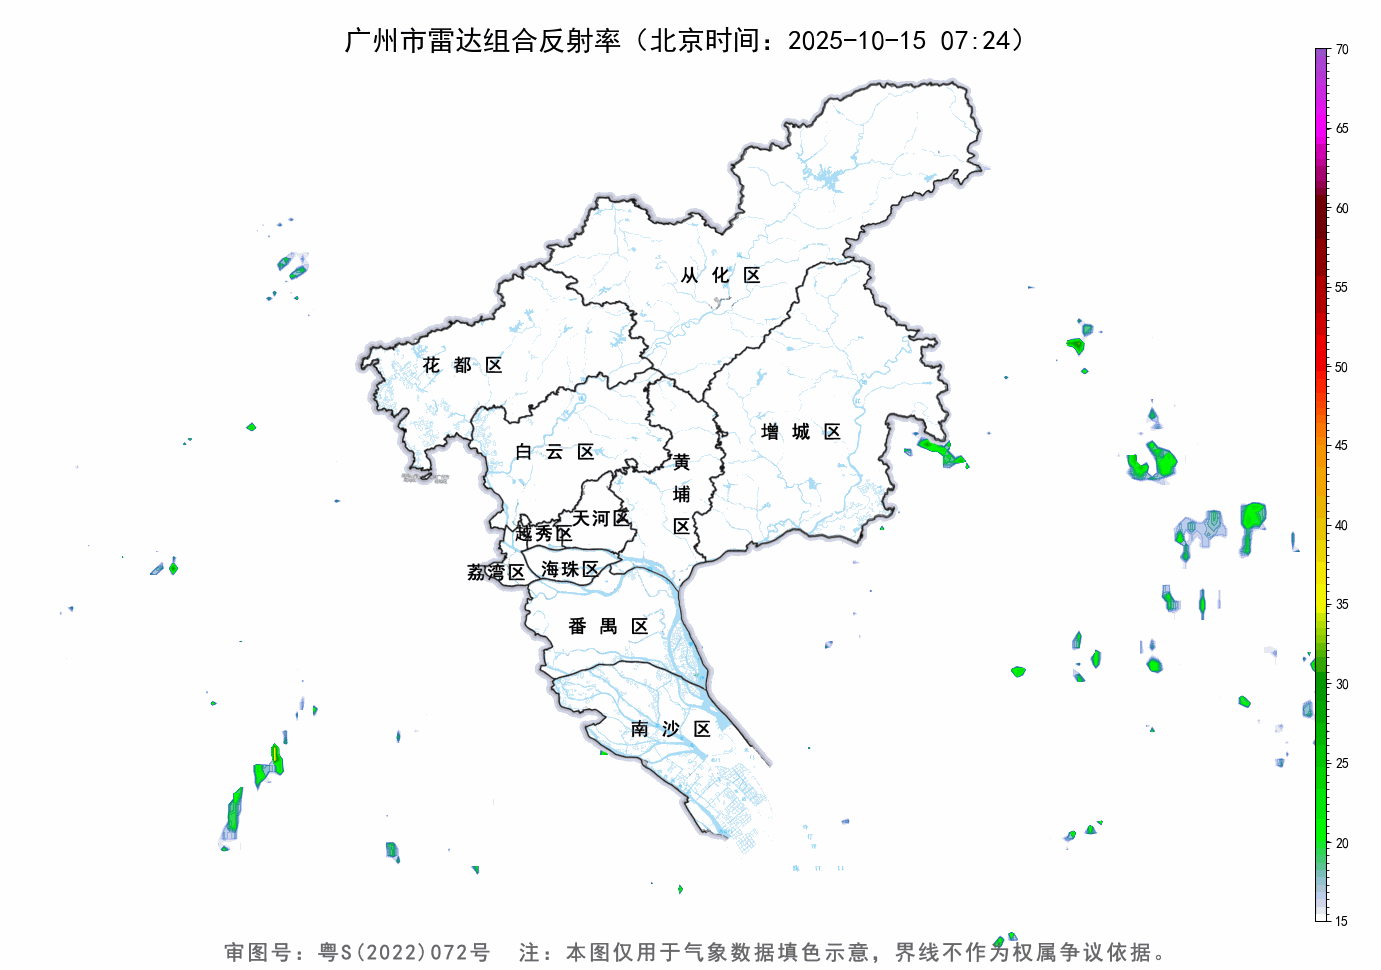 广州市雷达组合反射率（北京时间：2025-10-15 07:24）
70
65
60
55
50
45
40
35
30
25
20
15
从化区
花都区
增城区
白云区
黄埔区
天河区
越秀区
荔湾区
海珠区
番禺区
南沙区
审图号：粤S(2022)072号 注：本图仅用于气象数据填色示意，界线不作为权属争议依据。